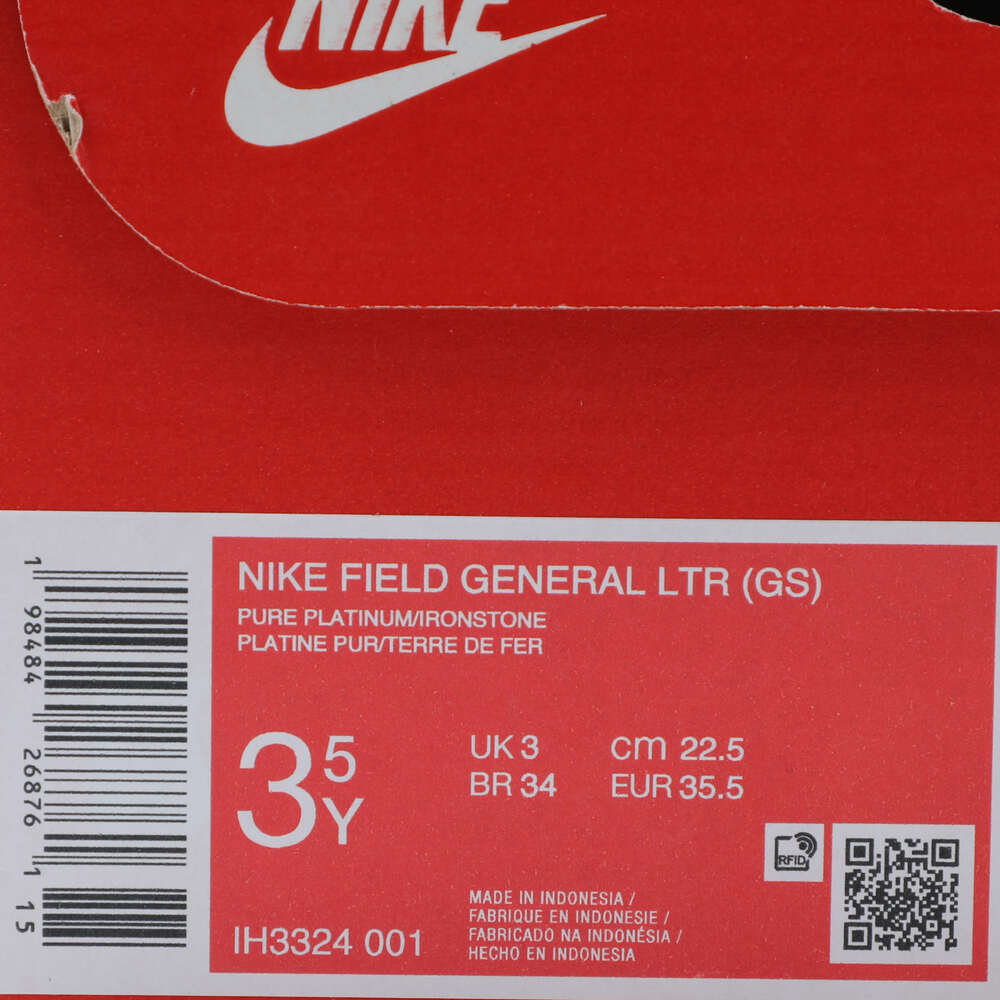 NIKE
NIKE FIELD GENERAL LTR (GS)
PURE PLATINUM/IRONSTONE
PLATINE PUR/TERRE DE FER
3 5 Y
UK 3 cm 22.5
BR 34 EUR 35.5
RFID
IH3324 001
MADE IN INDONESIA /
FABRIQUE EN INDONESIE /
FABRICADO NA INDONÉSIA /
HECHO EN INDONESIA
1 98484 26876 1 15